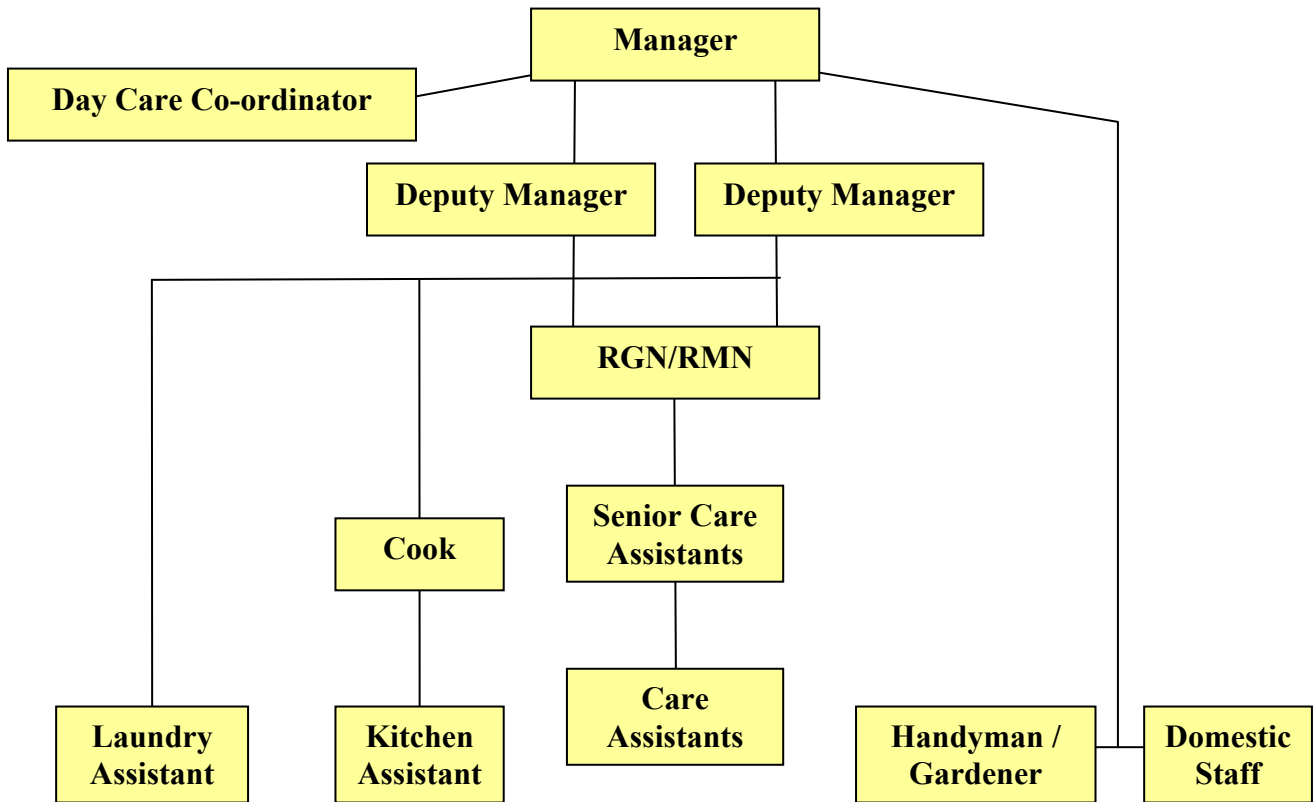 Manager
Day Care Co-ordinator
Deputy Manager
Deputy Manager
RGN/RMN
Senior Care
Assistants
Cook
Care
Assistants
Laundry
Assistant
Kitchen
Assistant
Handyman /
Gardener
Domestic
Staff